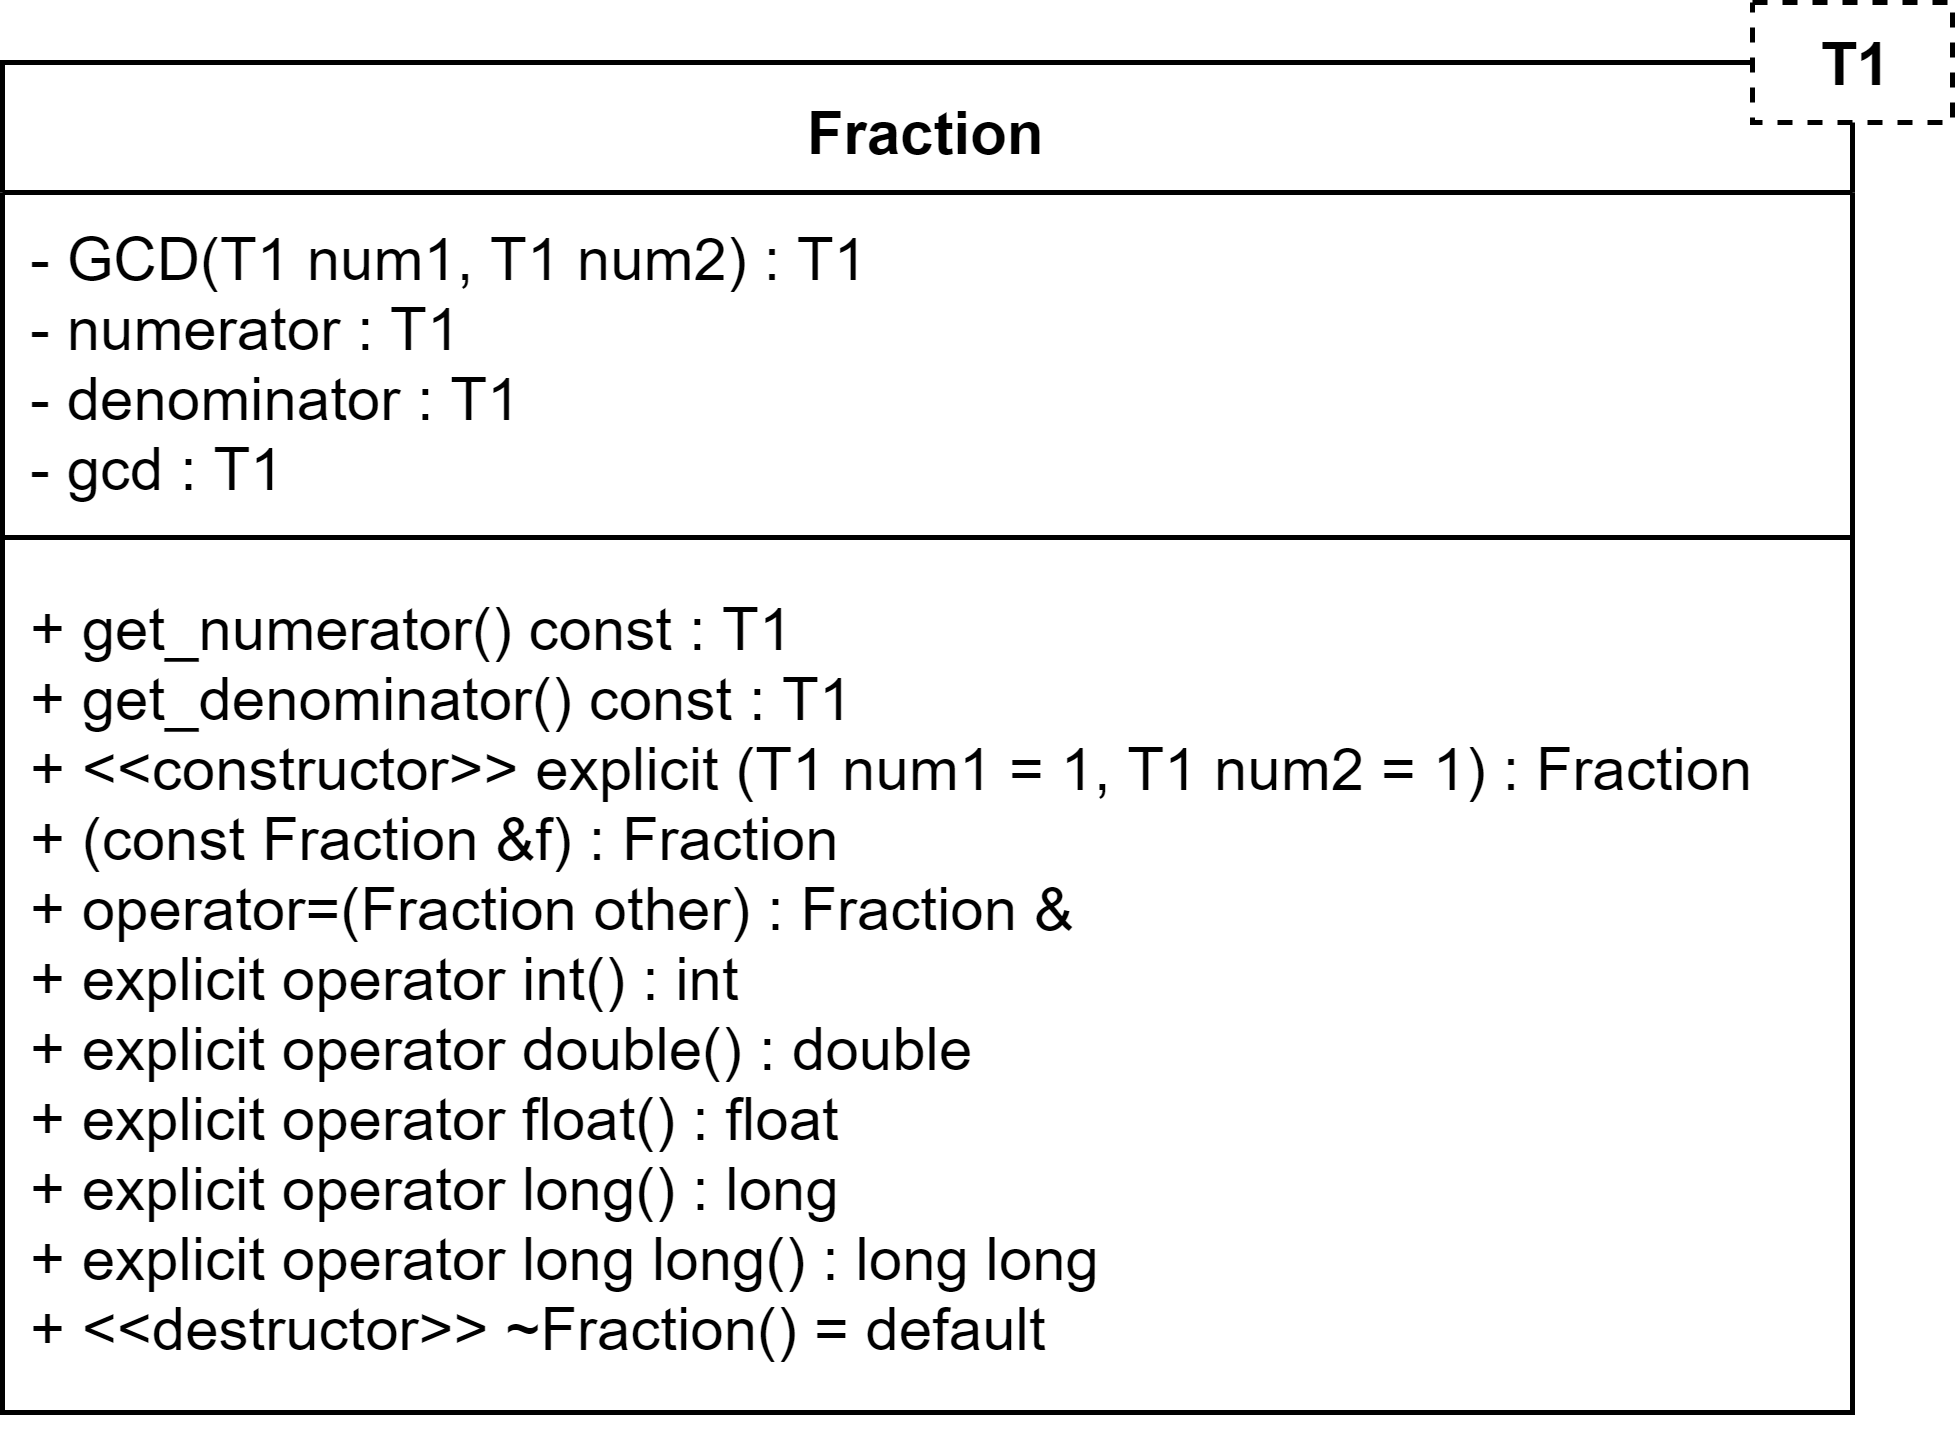 T1
Fraction
- GCD(T1 num1, T1 num2) : T1
- numerator : T1
- denominator : T1
- gcd : T1
+ get_numerator() const : T1
+ get_denominator() const : T1
+ <<constructor>> explicit (T1 num1 = 1, T1 num2 = 1) : Fraction
+ (const Fraction &f) : Fraction
+ operator=(Fraction other) : Fraction &
+ explicit operator int() : int
+ explicit operator double() : double
+ explicit operator float() : float
+ explicit operator long() : long
+ explicit operator long long() : long long
+ <<destructor>> ~Fraction() = default